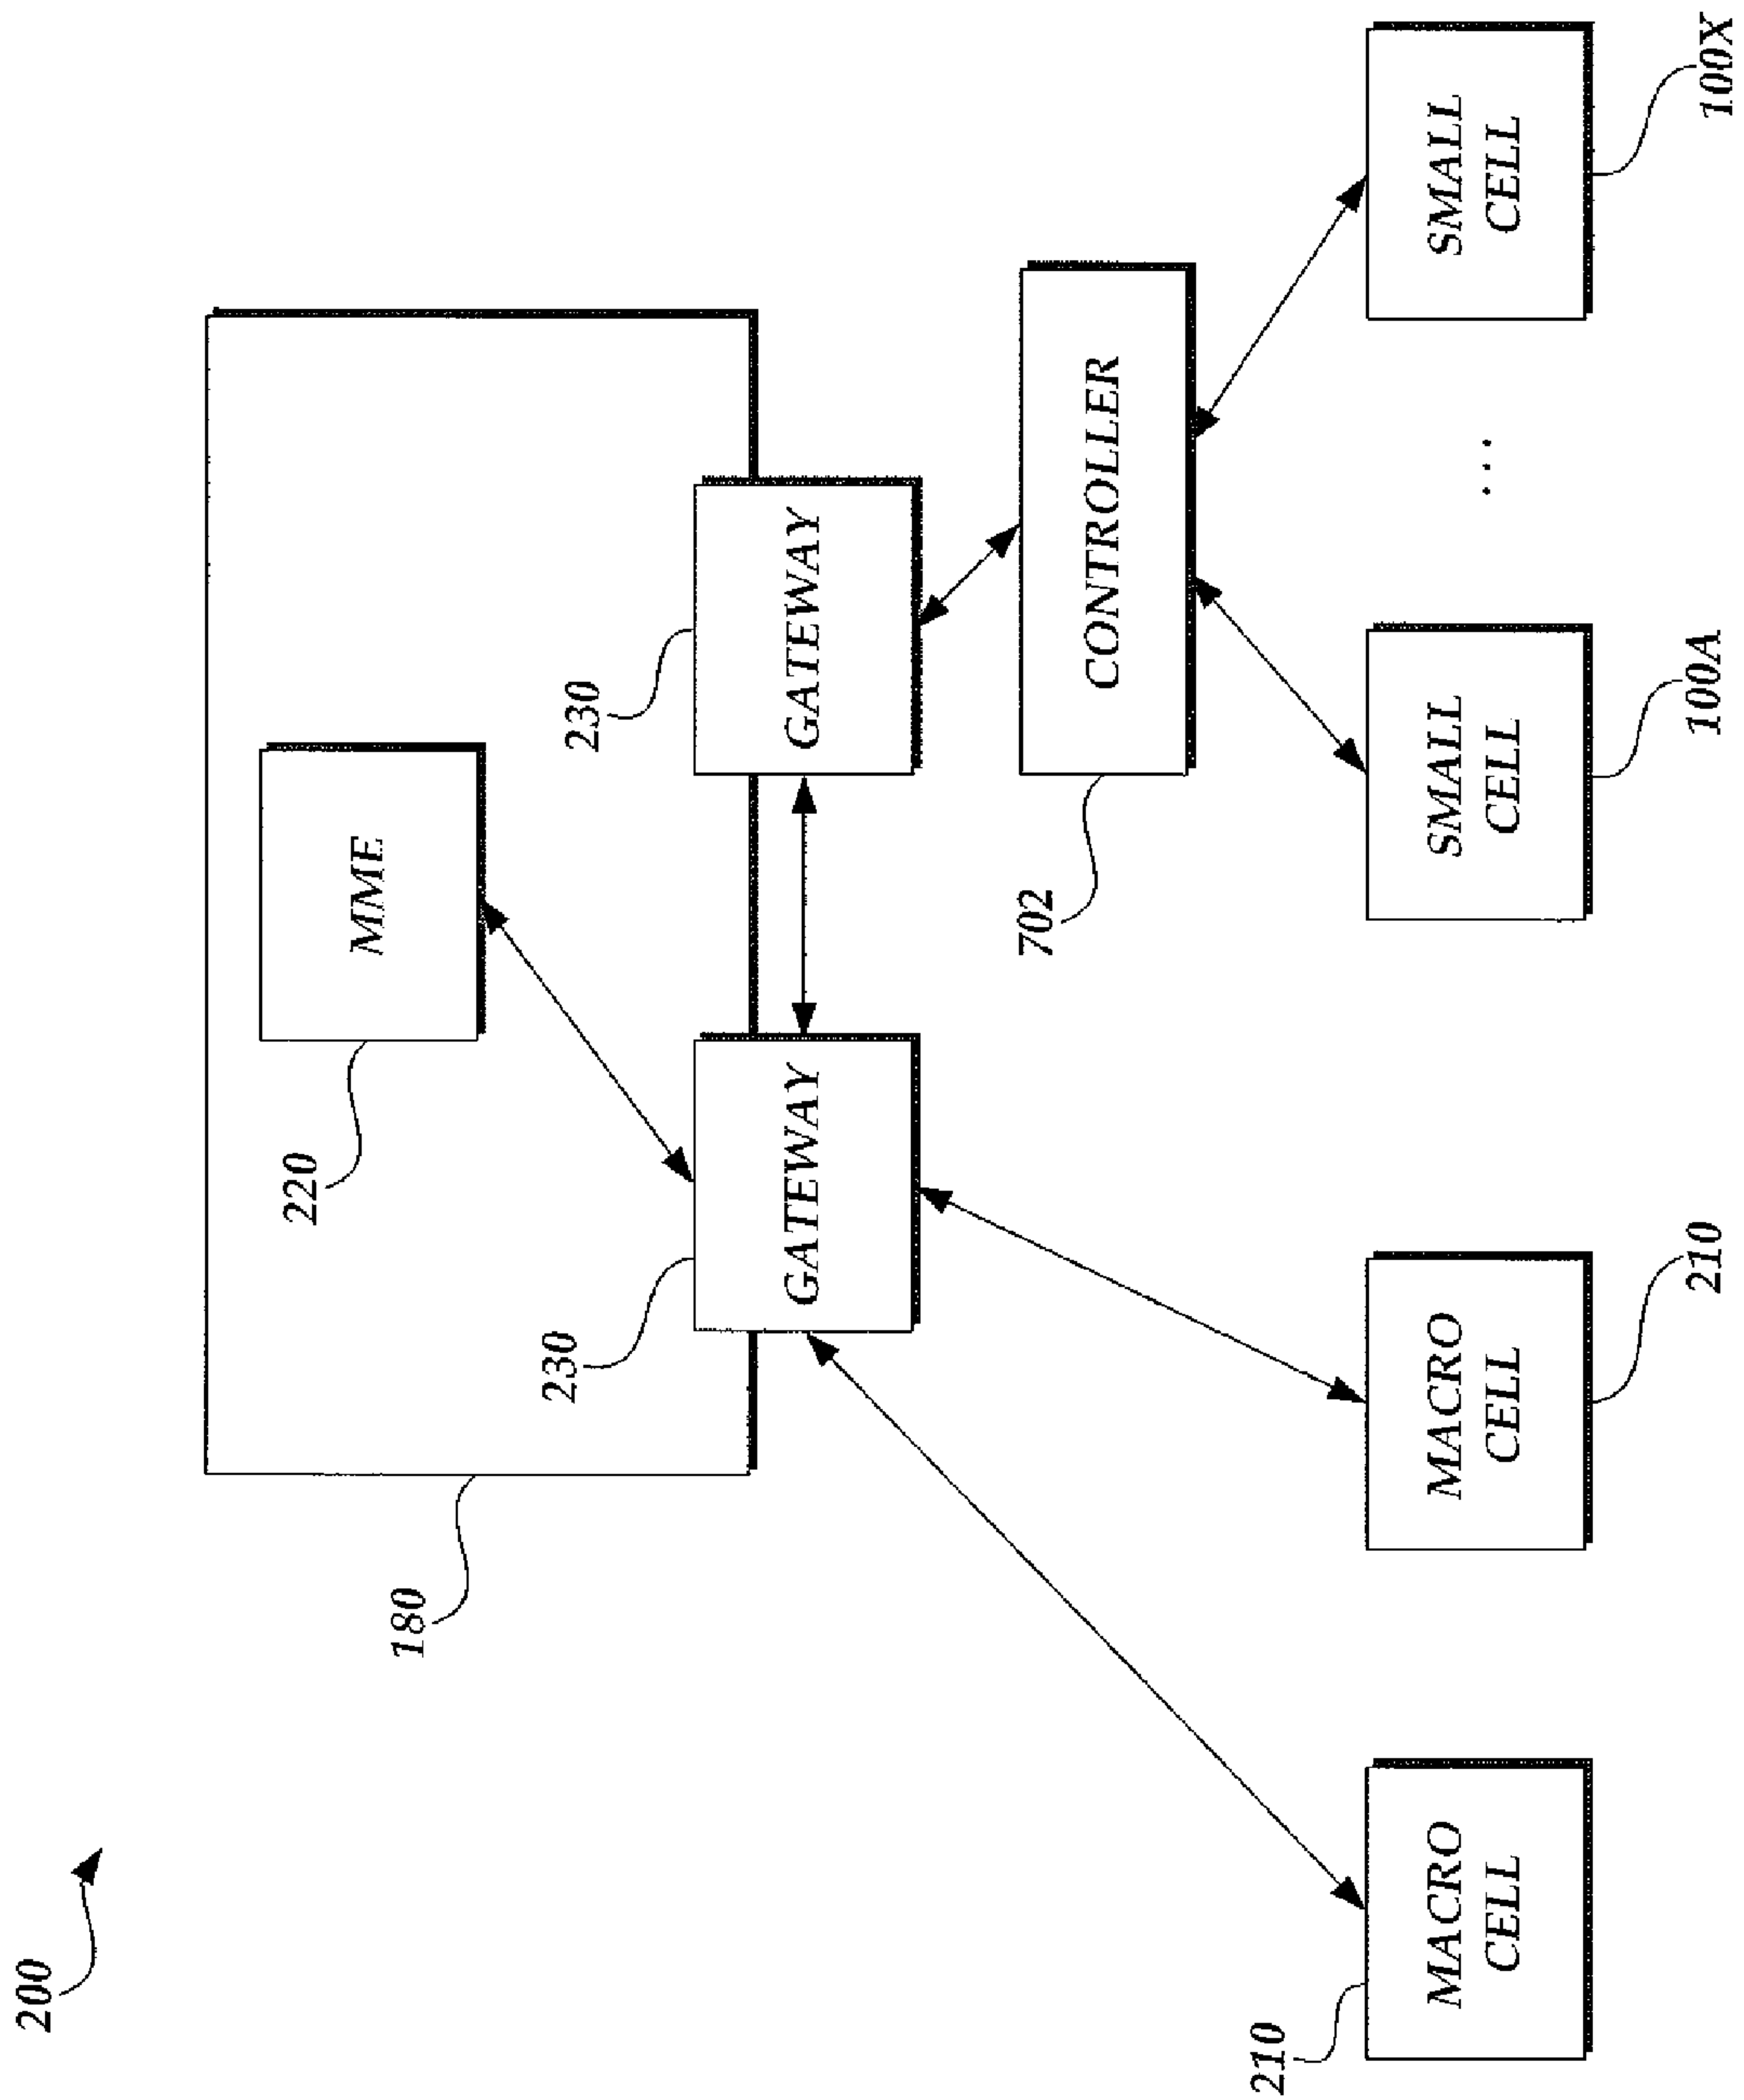 200
180
220
MME
230
GATEWAY
230
GATEWAY
702
CONTROLLER
210
MACRO
CELL
MACRO
CELL
210
SMALL
CELL
100A
...
SMALL
CELL
100X